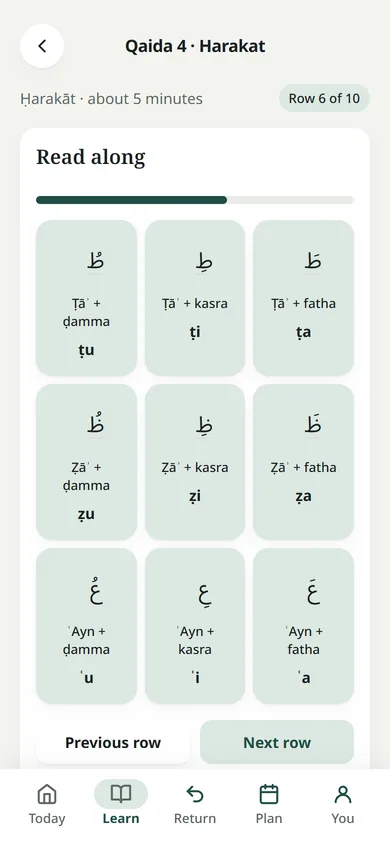 Qaida 4 · Harakat
Ḥarakāt · about 5 minutes
Row 6 of 10
Read along
طُ
طِ
طَ
Ṭāʾ + ḍamma
Ṭāʾ + kasra
Ṭāʾ + fatha
ṭu
ṭi
ṭa
ظُ
ظِ
ظَ
Ẓāʾ + ḍamma
Ẓāʾ + kasra
Ẓāʾ + fatha
ẓu
ẓi
ẓa
عُ
عِ
عَ
ʿAyn + ḍamma
ʿAyn + kasra
ʿAyn + fatha
ʿu
ʿi
ʿa
Previous row
Next row
Today
Learn
Return
Plan
You